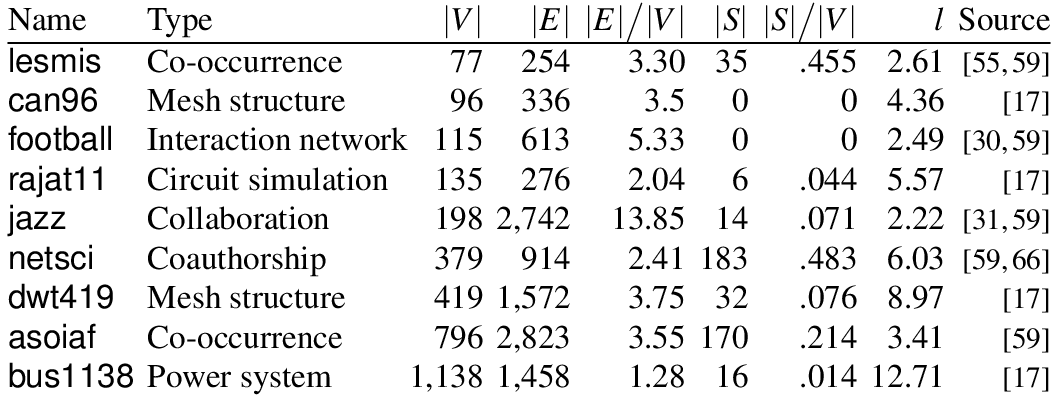 Name Type |V| |E| |E|/|V| |S| |S|/|V| l Source
lesmis Co-occurrence 77 254 3.30 35 .455 2.61 [55,59]
can96 Mesh structure 96 336 3.5 0 0 4.36 [17]
football Interaction network 115 613 5.33 0 0 2.49 [30,59]
rajat11 Circuit simulation 135 276 2.04 6 .044 5.57 [17]
jazz Collaboration 198 2,742 13.85 14 .071 2.22 [31,59]
netsci Coauthorship 379 914 2.41 183 .483 6.03 [59,66]
dwt419 Mesh structure 419 1,572 3.75 32 .076 8.97 [17]
asoiaf Co-occurrence 796 2,823 3.55 170 .214 3.41 [59]
bus1138 Power system 1,138 1,458 1.28 16 .014 12.71 [17]